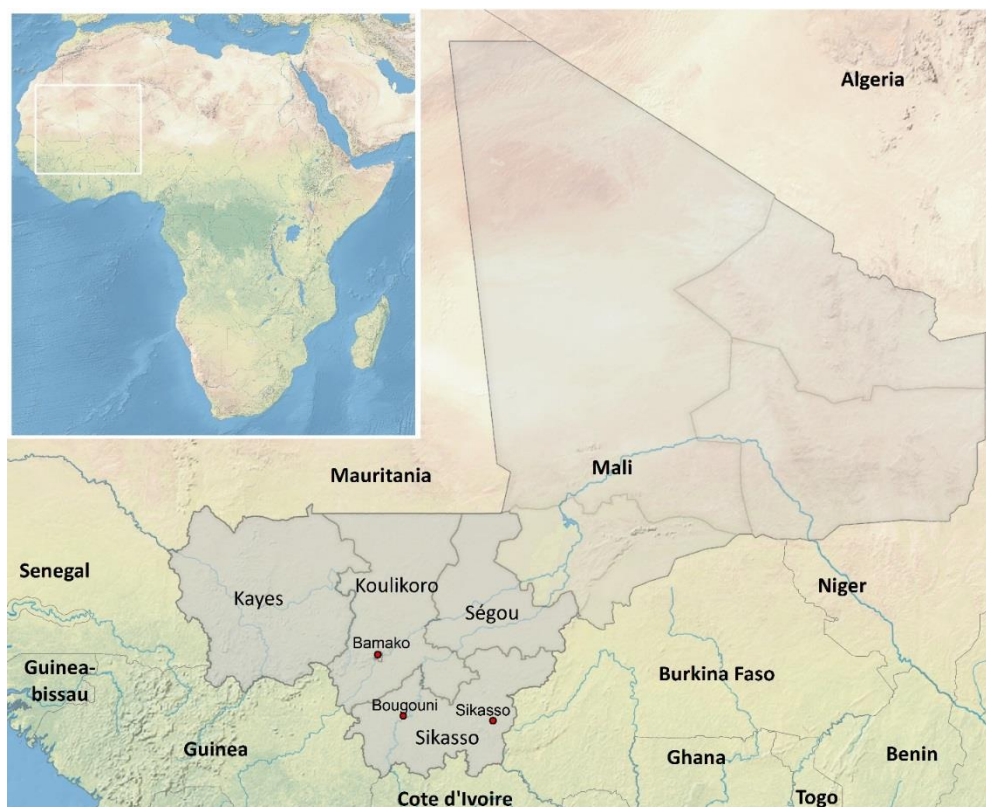 Algeria
Mauritania
Mali
Senegal
Kayes
Koulikoro
Ségou
Niger
Bamako
Guinea-
bissau
Burkina Faso
Bougouni
Sikasso
Sikasso
Guinea
Ghana
Benin
Cote d'Ivoire
Togo